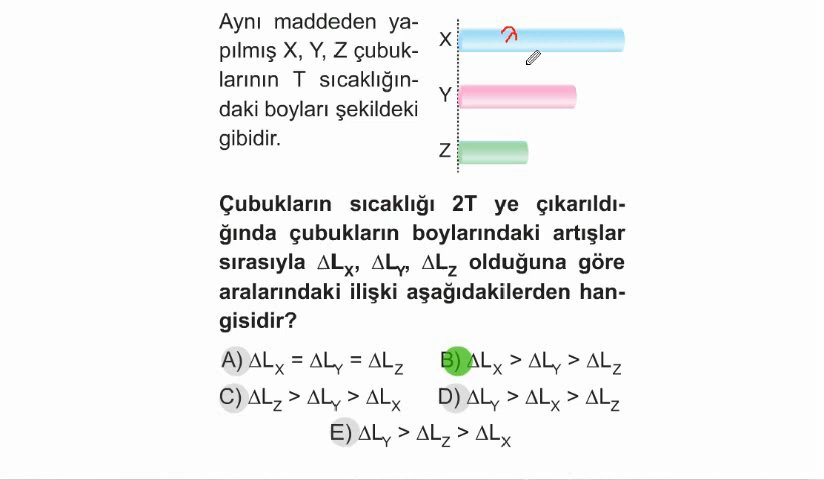 Aynı maddeden ya-
pılmış X, Y, Z çubuk-
larının T sıcaklığın-
daki boyları şekildeki
gibidir.
X
λ
Y
Z
Çubukların sıcaklığı 2T ye çıkarıldı-
ğında çubukların boylarındaki artışlar
sırasıyla ΔLX, ΔLY, ΔLZ olduğuna göre
aralarındaki ilişki aşağıdakilerden han-
gisidir?
A) ΔLX = ΔLY = ΔLZ B) ΔLX > ΔLY > ΔLZ
C) ΔLZ > ΔLY > ΔLX D) ΔLY > ΔLX > ΔLZ
E) ΔLY > ΔLZ > ΔLX